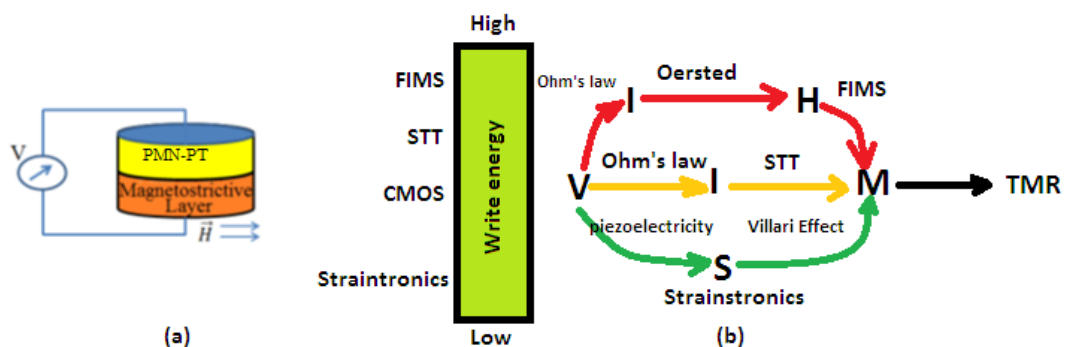 V
PMN-PT
Magnetostrictive
Layer
H
(a)
High
FIMS
STT
CMOS
Straintronics
Write energy
Low
Ohm's law
Oersted
FIMS
I
H
Ohm's law
STT
V
I
M
TMR
piezoelectricity
Villari Effect
S
Strainstronics
(b)